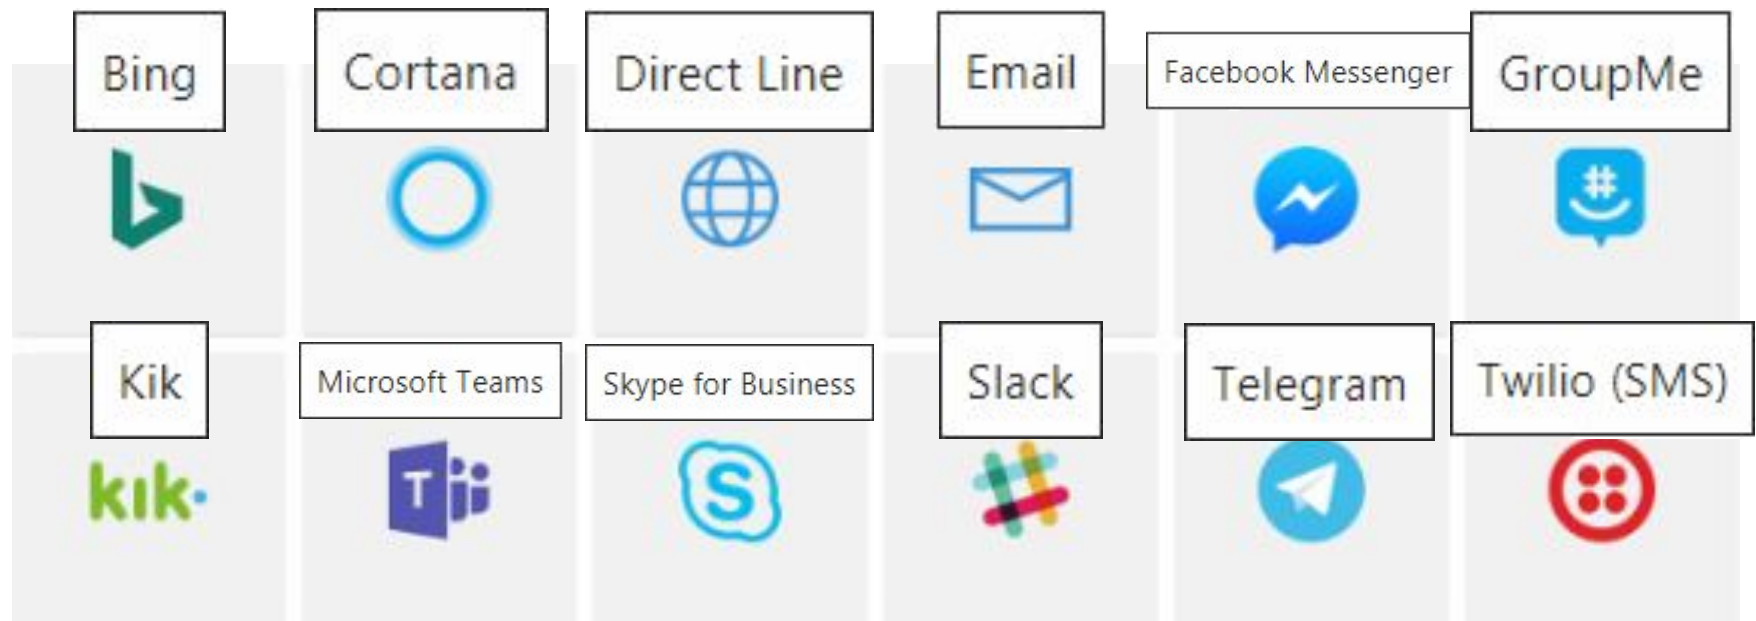 Bing
Cortana
Direct Line
Email
Facebook Messenger
GroupMe
Kik
Microsoft Teams
Skype for Business
Slack
Telegram
Twilio (SMS)
kik
T
S